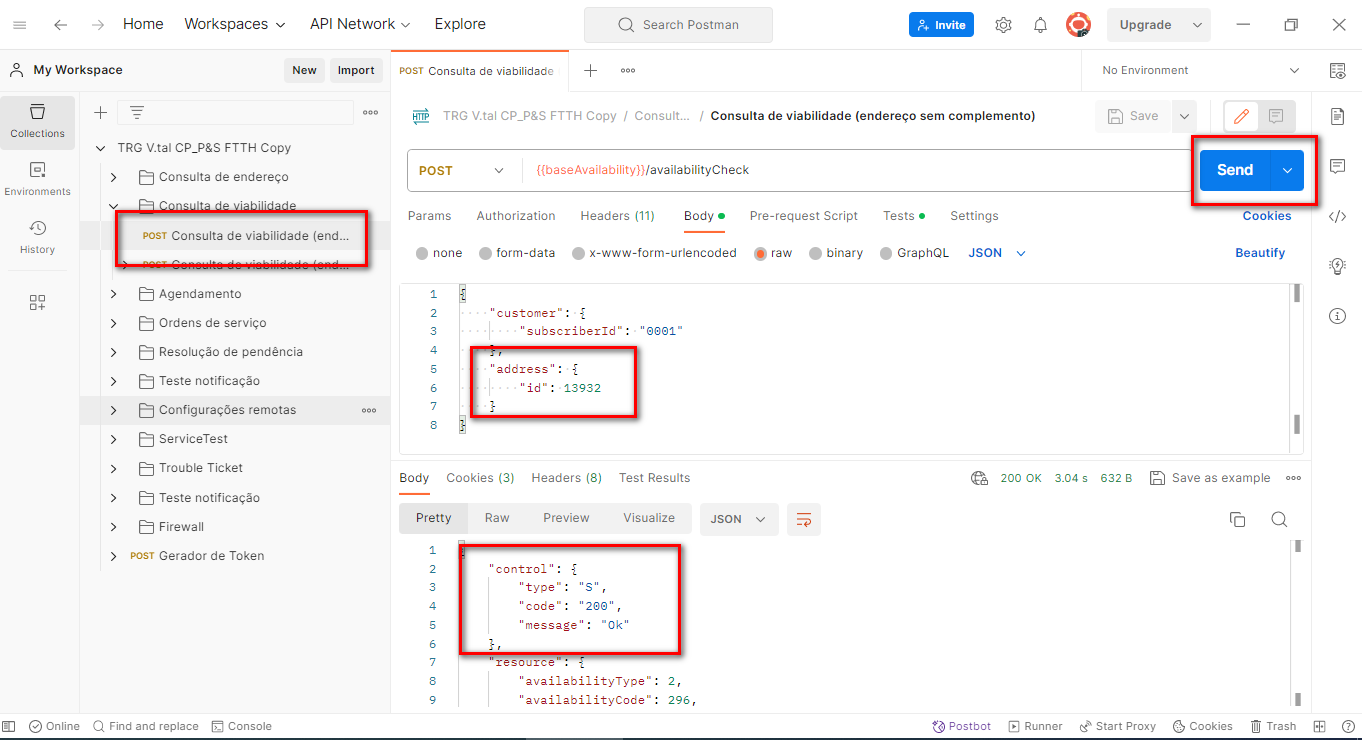 Home Workspaces API Network Explore Search Postman Invite Upgrade
My Workspace New Import POST Consulta de viabilidade No Environment
Collections
Environments
History
TRG V.tal CP_P&S FTTH Copy
Consulta de endereço
Consulta de viabilidade
POST Consulta de viabilidade (end...
POST Consulta de viabilidade (end...
Agendamento
Ordens de serviço
Resolução de pendência
Teste notificação
Configurações remotas
ServiceTest
Trouble Ticket
Teste notificação
Firewall
POST Gerador de Token
HTTP TRG V.tal CP_P&S FTTH Copy / Consult... / Consulta de viabilidade (endereço sem complemento) Save
POST {{baseAvailability}}/availabilityCheck Send
Params Authorization Headers (11) Body Pre-request Script Tests Settings Cookies
none form-data x-www-form-urlencoded raw binary GraphQL JSON Beautify
1 {
2 "customer": {
3 "subscriberId": "0001"
4 },
5 "address": {
6 "id": 13932
7 }
8 }
Body Cookies (3) Headers (8) Test Results 200 OK 3.04 s 632 B Save as example
Pretty Raw Preview Visualize JSON
1 {
2 "control": {
3 "type": "S",
4 "code": "200",
5 "message": "Ok"
6 },
7 "resource": {
8 "availabilityType": 2,
9 "availabilityCode": 296,
Online Find and replace Console Postbot Runner Start Proxy Cookies Trash